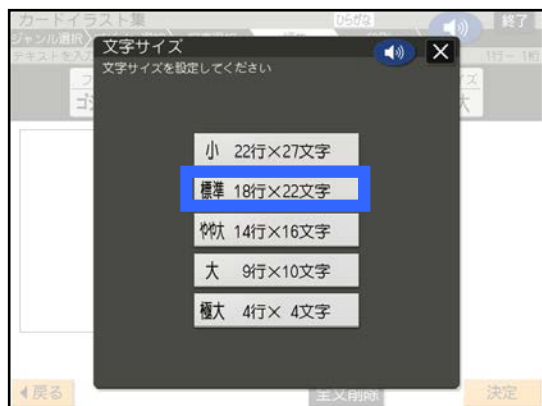 カードイラスト集
ひらがな
終了
ジャンル選択
テキストを入力
1行− 1桁
文字サイズ
文字サイズを設定してください
小 22行×27文字
標準 18行×22文字
やや大 14行×16文字
大 9行×10文字
極大 4行× 4文字
戻る
全文削除
決定